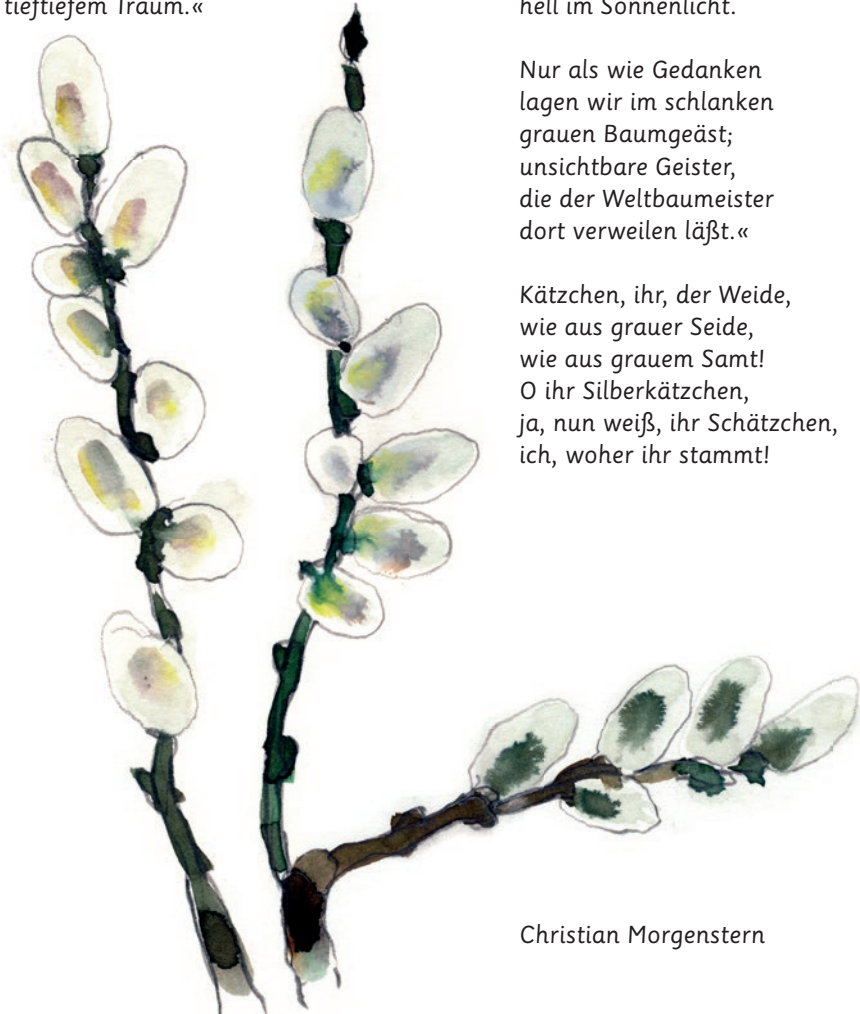 tieftiefem Traum.«
hell im Sonnenlicht.
Nur als wie Gedanken
lagen wir im schlanken
grauen Baumgeäst;
unsichtbare Geister,
die der Weltbaumeister
dort verweilen läßt.«
Kätzchen, ihr, der Weide,
wie aus grauer Seide,
wie aus grauem Samt!
O ihr Silberkätzchen,
ja, nun weiß, ihr Schätzchen,
ich, woher ihr stammt!
Christian Morgenstern